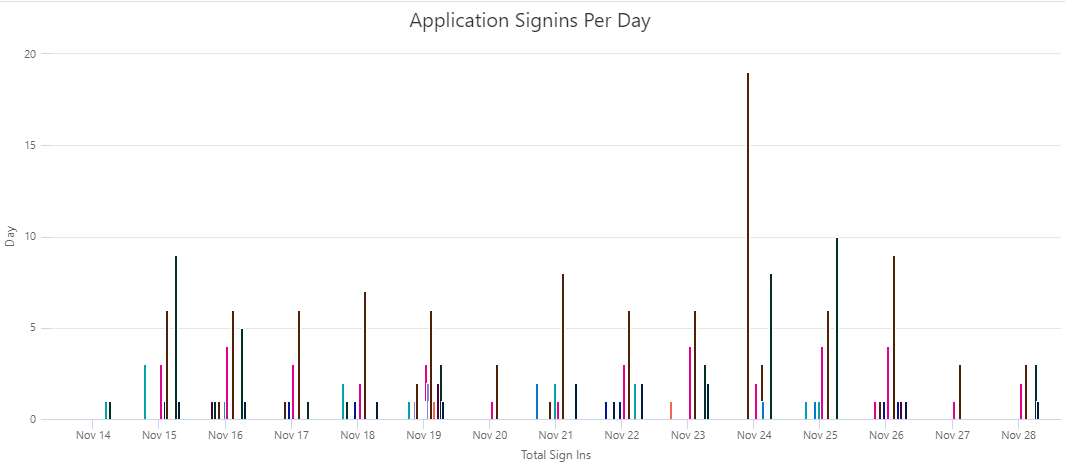 Application Signins Per Day
20
15
10
5
0
Day
Nov 14 Nov 15 Nov 16 Nov 17 Nov 18 Nov 19 Nov 20 Nov 21 Nov 22 Nov 23 Nov 24 Nov 25 Nov 26 Nov 27 Nov 28
Total Sign Ins